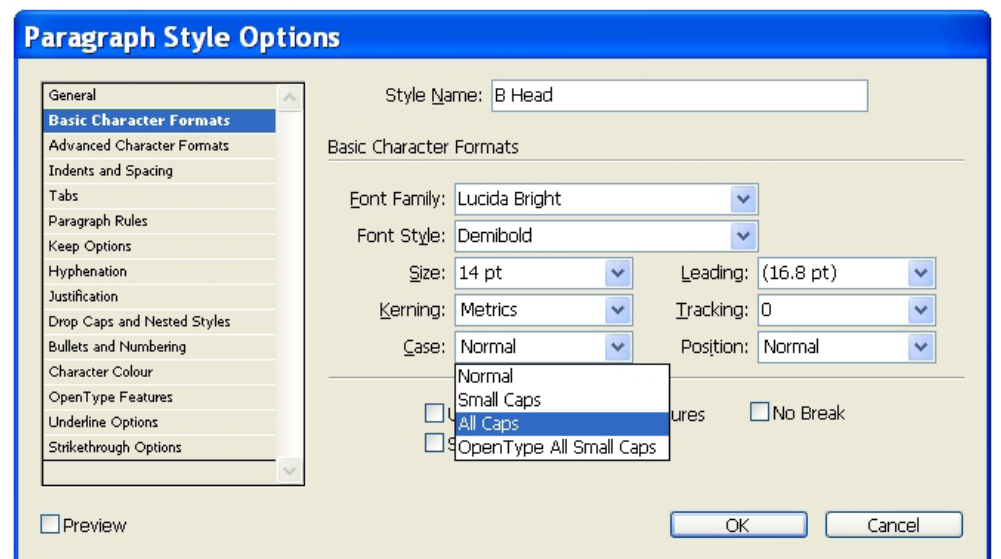 Paragraph Style Options
General
Basic Character Formats
Advanced Character Formats
Indents and Spacing
Tabs
Paragraph Rules
Keep Options
Hyphenation
Justification
Drop Caps and Nested Styles
Bullets and Numbering
Character Colour
OpenType Features
Underline Options
Strikethrough Options
Style Name: B Head
Basic Character Formats
Font Family: Lucida Bright
Font Style: Demibold
Size: 14 pt Leading: (16.8 pt)
Kerning: Metrics Tracking: 0
Case: Normal Position: Normal
Normal
Small Caps
All Caps
OpenType All Small Caps
No Break
Preview
OK Cancel